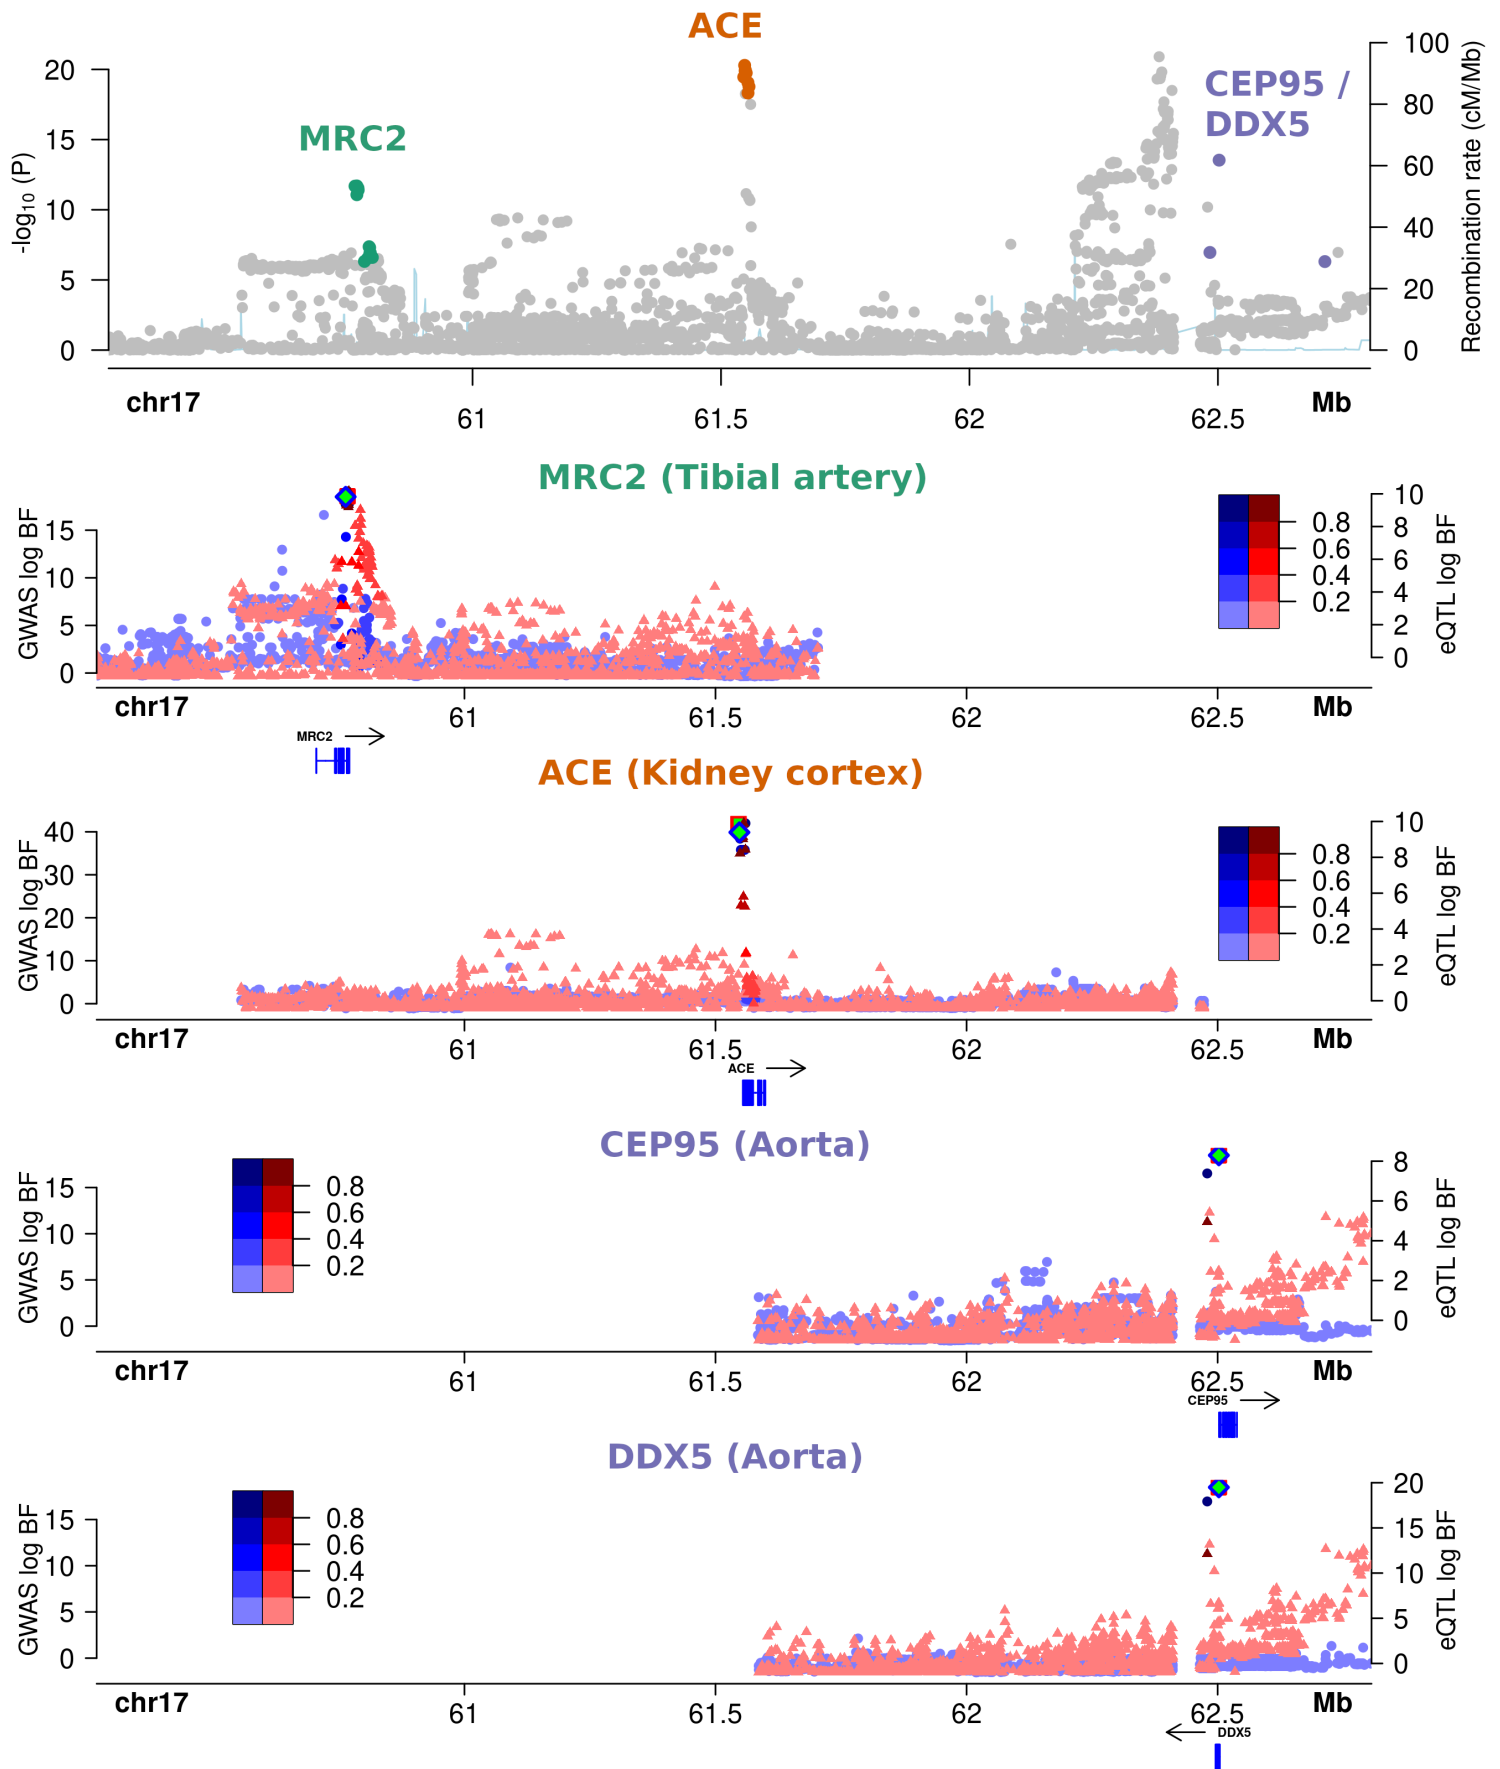 ACE
CEP95 /
DDX5
MRC2
-log10 (P)
20
15
10
5
0
100
80
60
40
20
0
Recombination rate (cM/Mb)
chr17
61
61.5
62
62.5
Mb
MRC2 (Tibial artery)
GWAS log BF
15
10
5
0
0.8
0.6
0.4
0.2
10
8
6
4
2
0
eQTL log BF
chr17
61
61.5
62
62.5
Mb
MRC2
ACE (Kidney cortex)
GWAS log BF
40
30
20
10
0
0.8
0.6
0.4
0.2
10
8
6
4
2
0
eQTL log BF
chr17
61
61.5
62
62.5
Mb
ACE
CEP95 (Aorta)
GWAS log BF
15
10
5
0
0.8
0.6
0.4
0.2
8
6
4
2
0
eQTL log BF
chr17
61
61.5
62
62.5
Mb
CEP95
DDX5 (Aorta)
GWAS log BF
15
10
5
0
0.8
0.6
0.4
0.2
20
15
10
5
0
eQTL log BF
chr17
61
61.5
62
62.5
Mb
DDX5